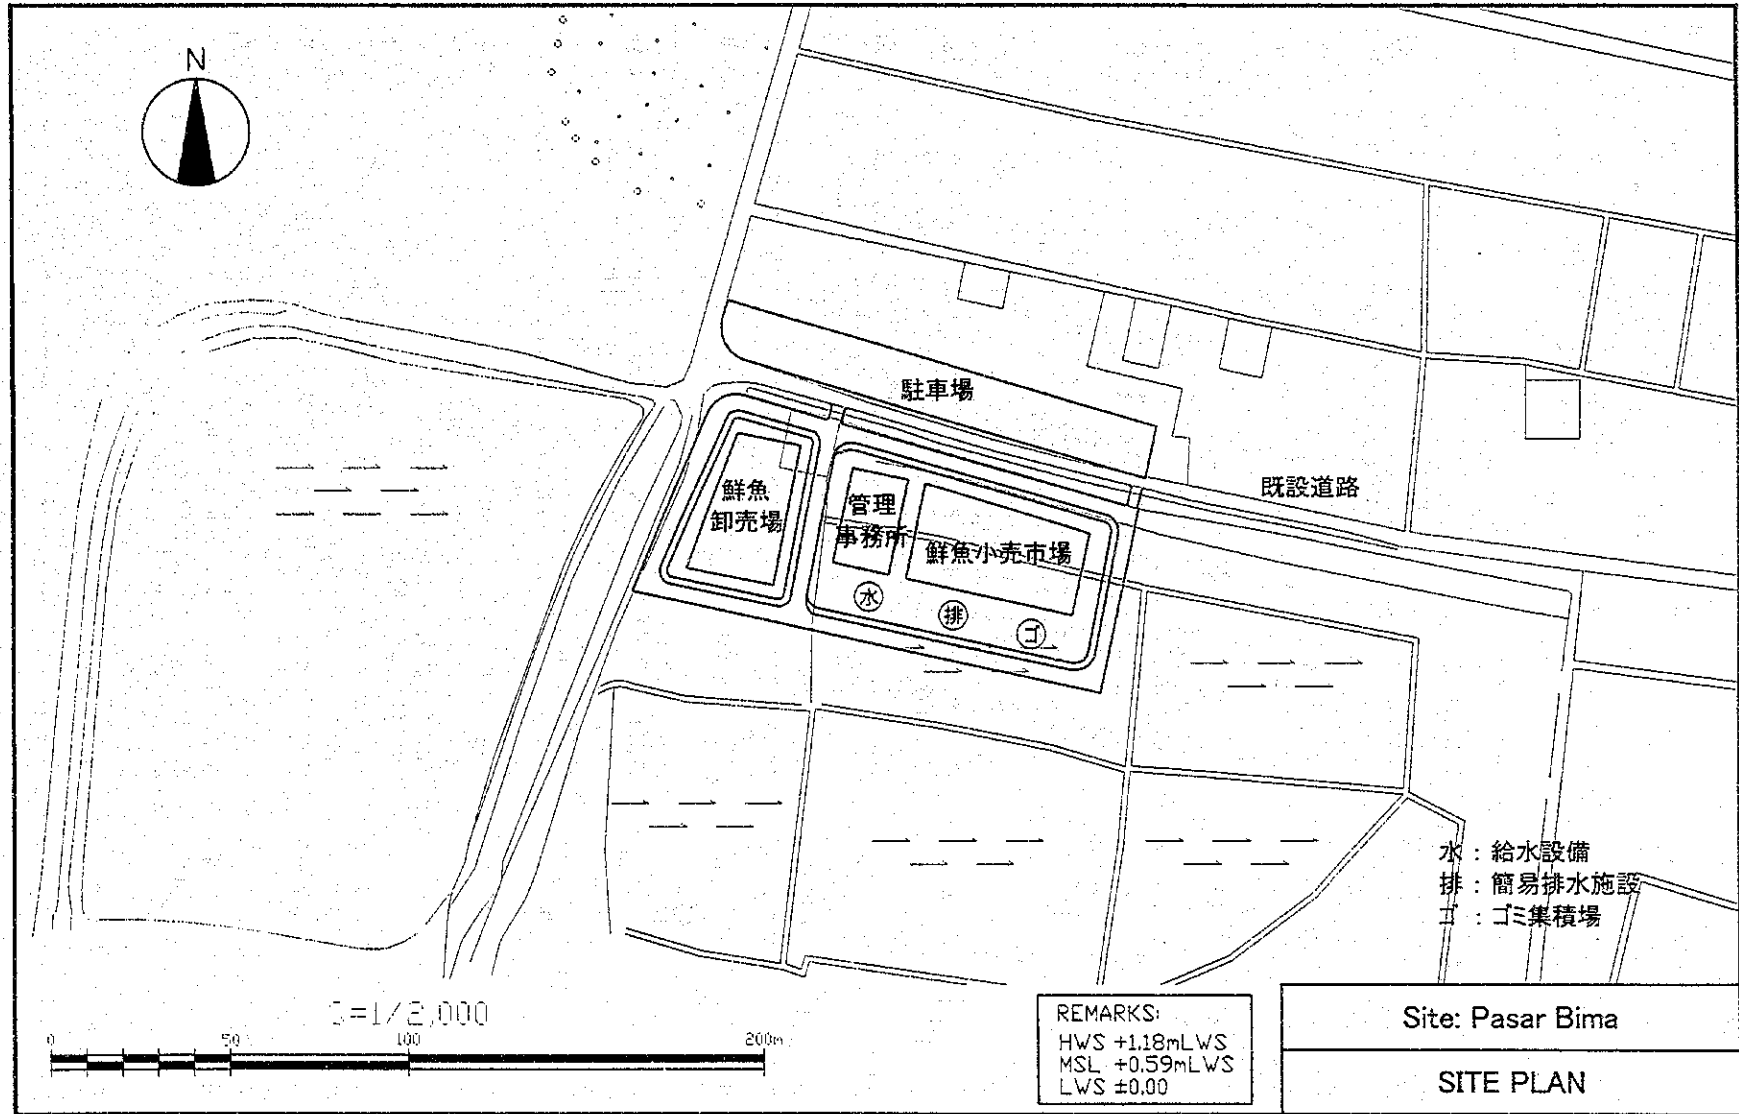 N
駐車場
既設道路
鮮魚
卸売場
管理
事務所
鮮魚小売市場
水
排
ゴ
水：給水設備
排：簡易排水施設
ゴ：ゴミ集積場
S=1/2,000
0 50 100 200m
REMARKS:
HWS +1.18mLWS
MSL +0.59mLWS
LWS ±0.00
Site: Pasar Bima
SITE PLAN